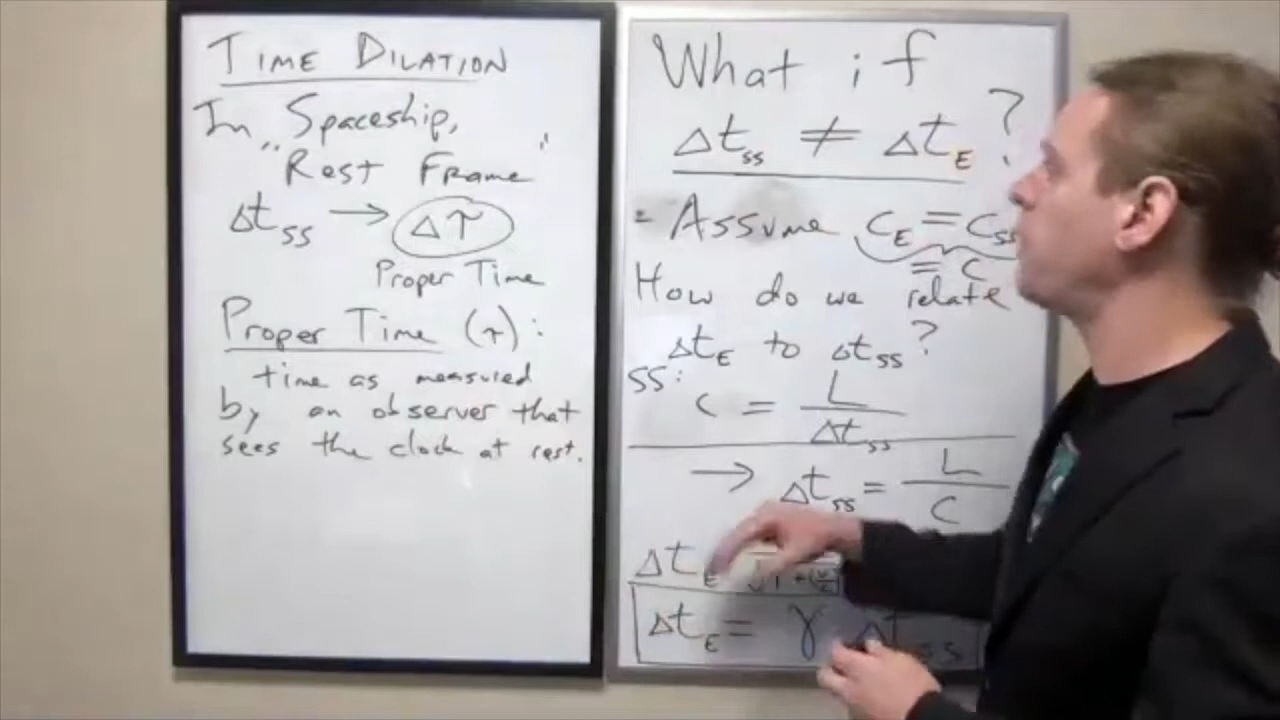 TIME DILATION
In Spaceship,
"REST FRAME"
Δt_ss → Δτ
Proper Time
PROPER TIME (τ):
time as measured
by an observer that
sees the clock at rest.
What if
Δt_ss ≠ Δt_E ?
- ASSUME C_E = C_SS
= C
How do we relate
Δt_E to Δt_ss?
SS:
C = L / Δt_ss
→ Δt_ss = L / C
Δt_E
Δt_E = γ Δt_ss